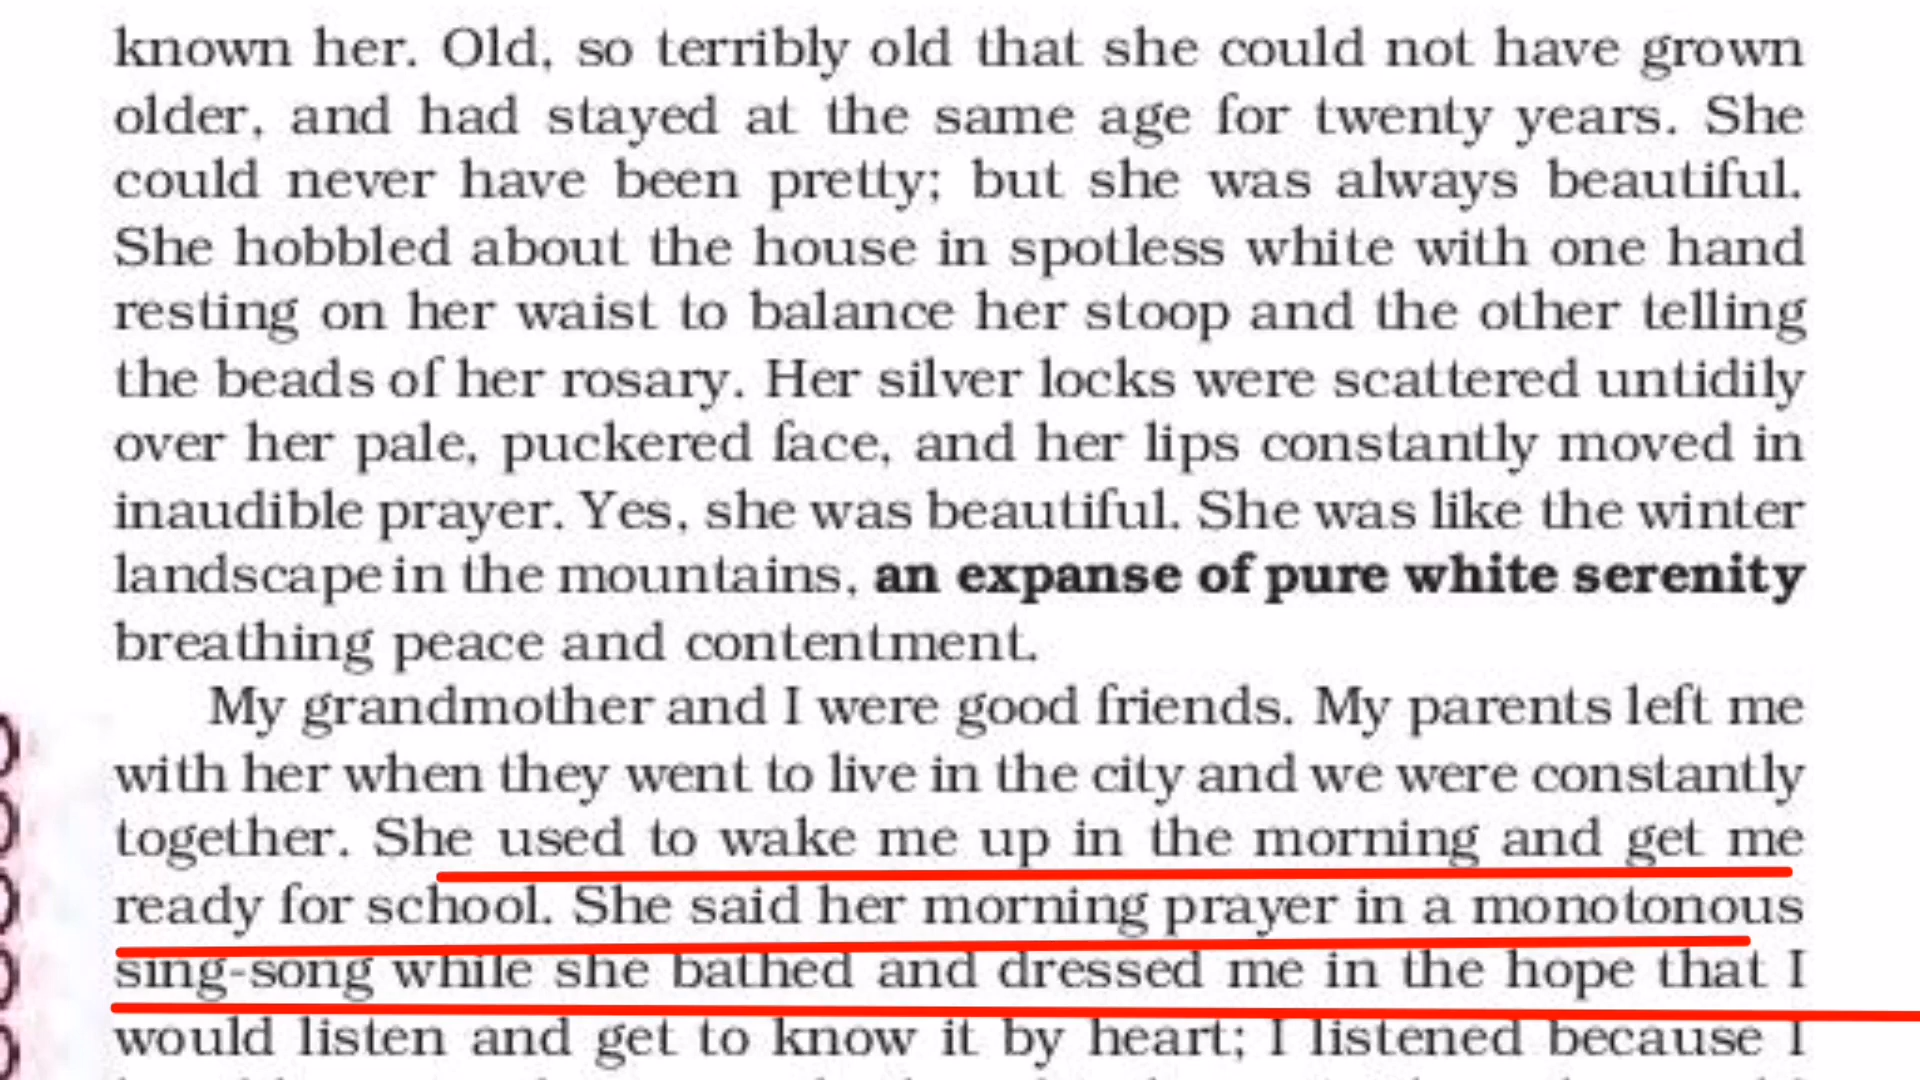 known her. Old, so terribly old that she could not have grown
older, and had stayed at the same age for twenty years. She
could never have been pretty; but she was always beautiful.
She hobbled about the house in spotless white with one hand
resting on her waist to balance her stoop and the other telling
the beads of her rosary. Her silver locks were scattered untidily
over her pale, puckered face, and her lips constantly moved in
inaudible prayer. Yes, she was beautiful. She was like the winter
landscape in the mountains, an expanse of pure white serenity
breathing peace and contentment.
My grandmother and I were good friends. My parents left me
with her when they went to live in the city and we were constantly
together. She used to wake me up in the morning and get me
ready for school. She said her morning prayer in a monotonous
sing-song while she bathed and dressed me in the hope that I
would listen and get to know it by heart; I listened because I